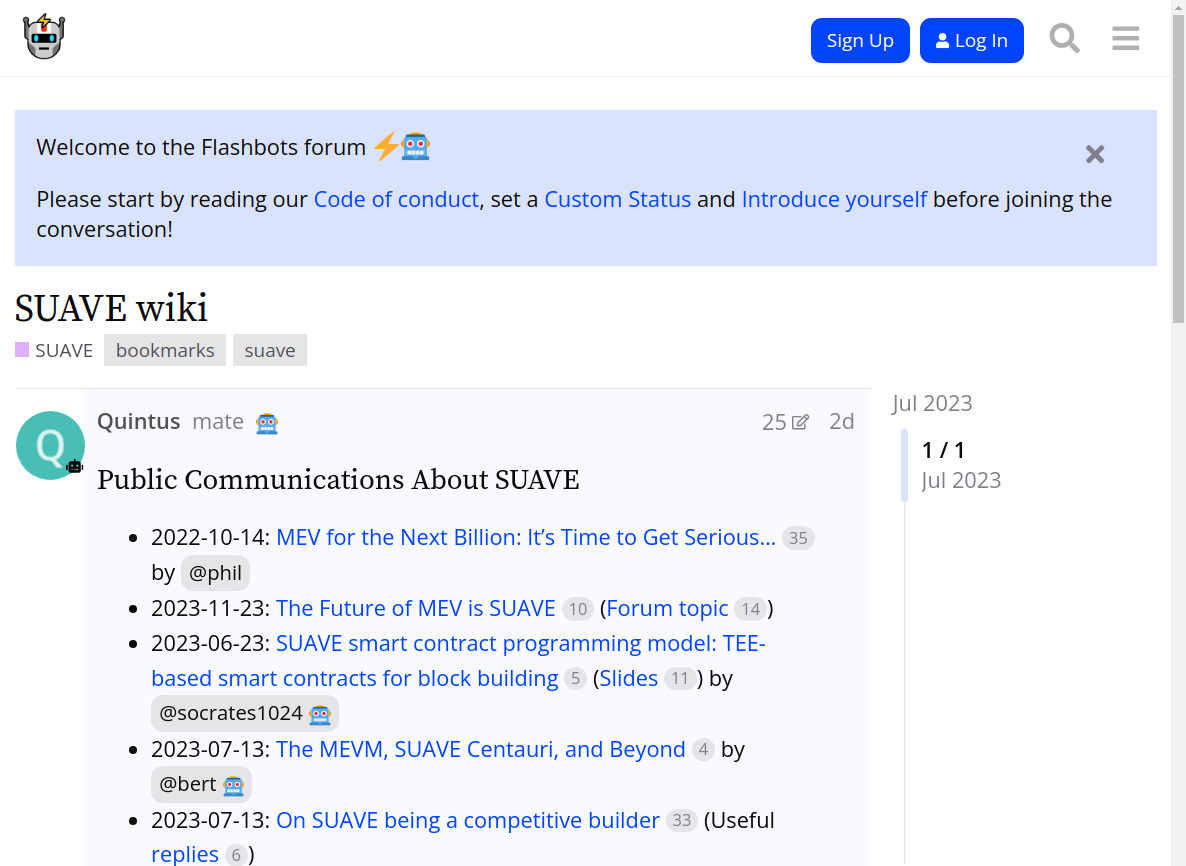 Sign Up
Log In
Welcome to the Flashbots forum
Please start by reading our Code of conduct, set a Custom Status and Introduce yourself before joining the
conversation!
SUAVE wiki
SUAVE bookmarks suave
Quintus mate 25 2d
Q
Public Communications About SUAVE
2022-10-14: MEV for the Next Billion: It’s Time to Get Serious… 35
by @phil
2023-11-23: The Future of MEV is SUAVE 10 (Forum topic 14)
2023-06-23: SUAVE smart contract programming model: TEE-
based smart contracts for block building 5 (Slides 11) by
@socrates1024
2023-07-13: The MEVM, SUAVE Centauri, and Beyond 4 by
@bert
2023-07-13: On SUAVE being a competitive builder 33 (Useful
replies 6)
Jul 2023
1 / 1
Jul 2023